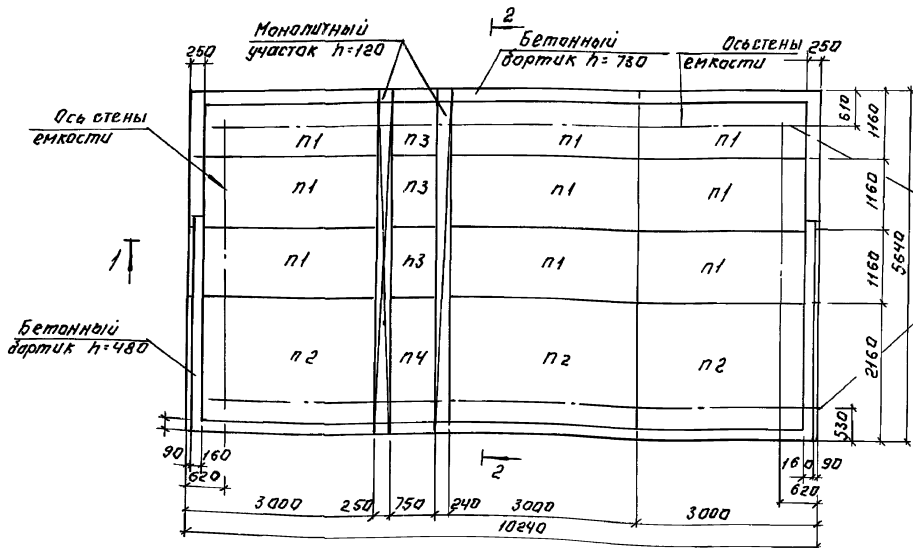 2
Монолитный
участок h=120
Бетонный
бортик h=730
Ось стены
емкости
250
250
Ось стены
емкости
610
1160
п1
п3
п1
п1
п1
п3
п1
п1
1160
5640
1
п1
п3
п1
п1
1160
Бетонный
бортик h=480
п2
п4
п2
п2
2160
530
90
160
2
160
90
620
620
3000
250
750
240
3000
3000
10240